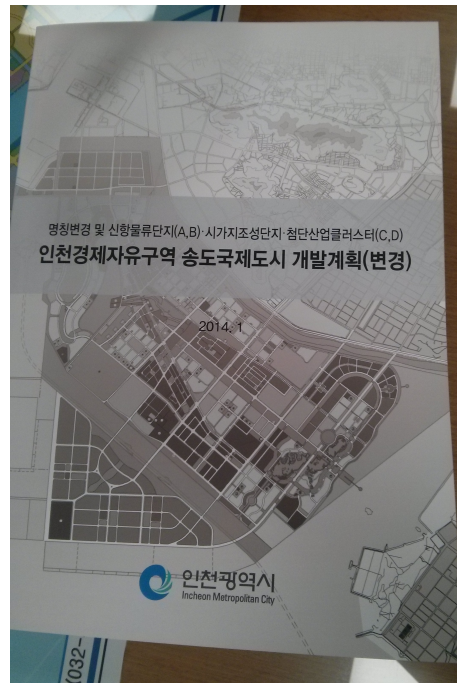 명칭변경 및 신항물류단지(A,B)·시가지조성단지·첨단산업클러스터(C,D)
인천경제자유구역 송도국제도시 개발계획(변경)
2014. 1
인천광역시
Incheon Metropolitan City
X032-